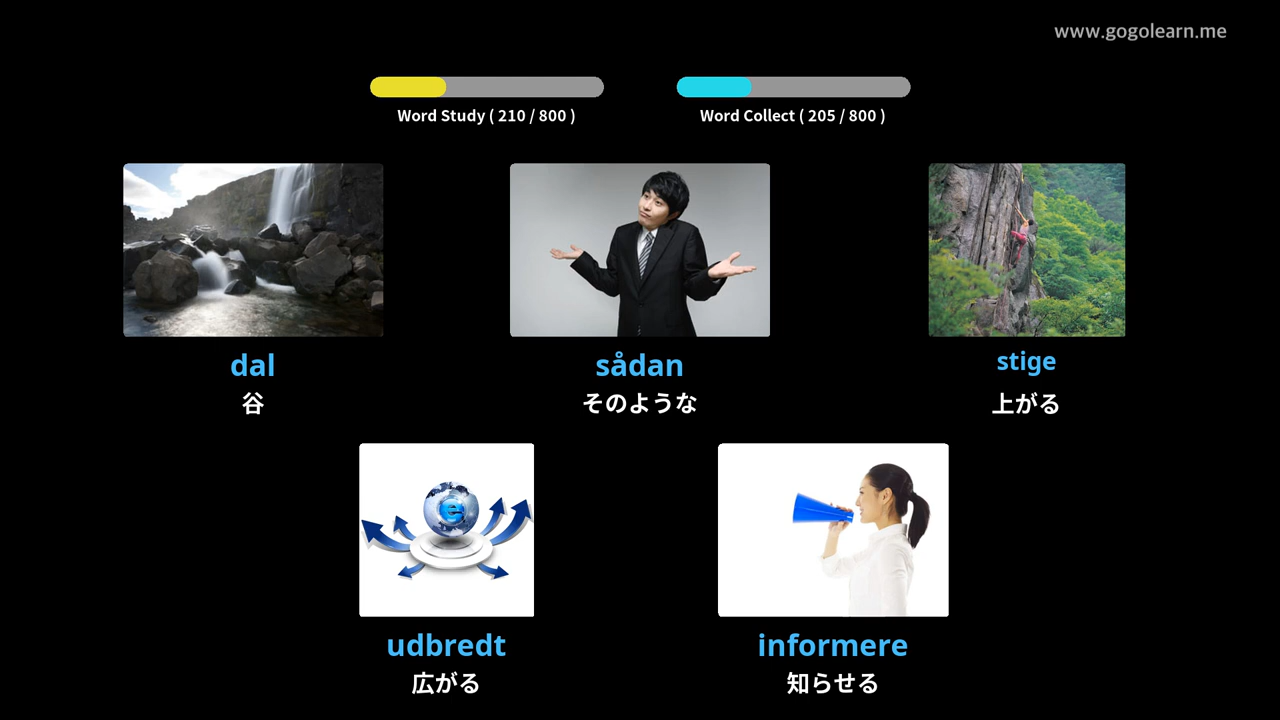 www.gogolearn.me
Word Study ( 210 / 800 )
Word Collect ( 205 / 800 )
dal
谷
sådan
そのような
stige
上がる
e
udbredt
広がる
informere
知らせる